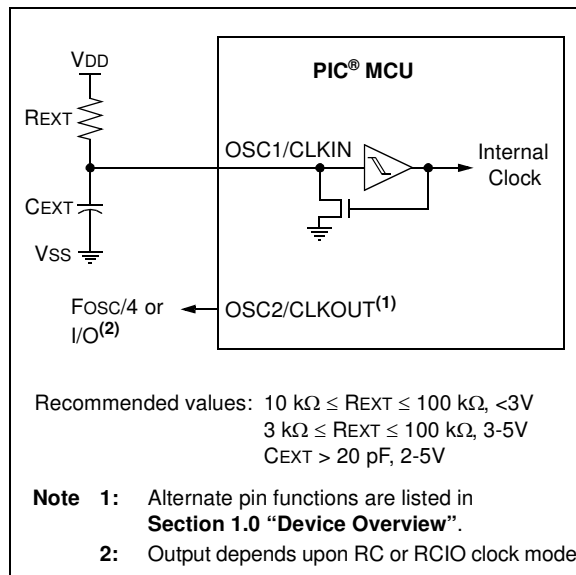 VDD
PIC® MCU
REXT
OSC1/CLKIN
Internal
Clock
CEXT
VSS
FOSC/4 or
I/O(2)
OSC2/CLKOUT(1)
Recommended values: 10 kΩ ≤ REXT ≤ 100 kΩ, <3V
3 kΩ ≤ REXT ≤ 100 kΩ, 3-5V
CEXT > 20 pF, 2-5V
Note 1: Alternate pin functions are listed in
Section 1.0 “Device Overview”.
2: Output depends upon RC or RCIO clock mode